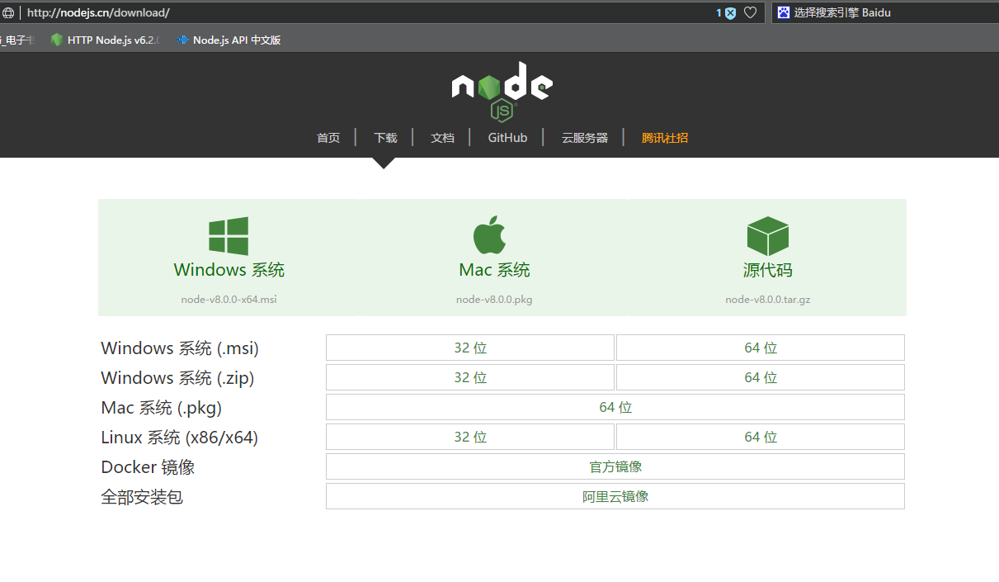 http://nodejs.cn/download/
1
选择搜索引擎 Baidu
_电子书
HTTP Node.js v6.2.0
Node.js API 中文版
node
JS
首页 | 下载 | 文档 | GitHub | 云服务器 | 腾讯社招
Windows 系统
Mac 系统
源代码
node-v8.0.0-x64.msi
node-v8.0.0.pkg
node-v8.0.0.tar.gz
Windows 系统 (.msi) 32 位 64 位
Windows 系统 (.zip) 32 位 64 位
Mac 系统 (.pkg) 64 位
Linux 系统 (x86/x64) 32 位 64 位
Docker 镜像 官方镜像
全部安装包 阿里云镜像